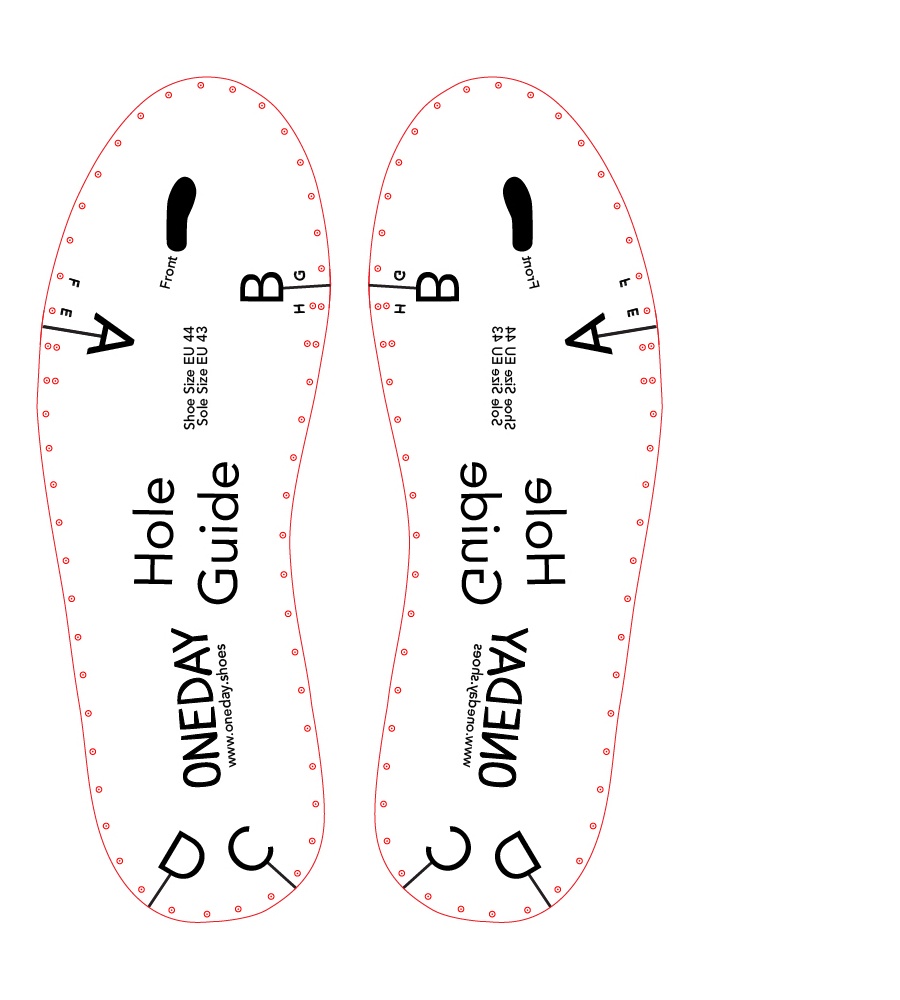 Front
F
E
A
B
G
H
Shoe Size EU 44
Sole Size EU 43
Hole
Guide
ONEDAY
www.oneday.shoes
D
C
Front
G
H
B
F
E
A
Shoe Size EU 44
Sole Size EU 43
Hole
Guide
ONEDAY
www.oneday.shoes
C
D